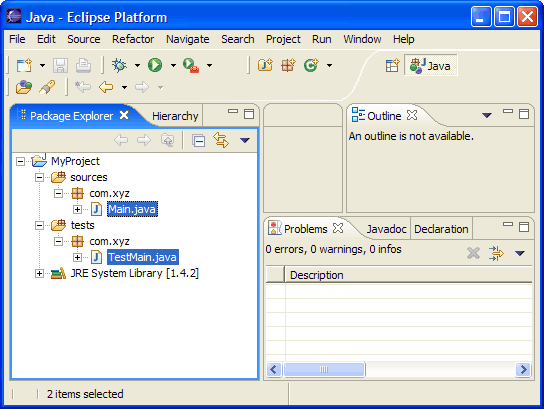 Java - Eclipse Platform
File Edit Source Refactor Navigate Search Project Run Window Help
Java
Package Explorer Hierarchy
Outline
An outline is not available.
MyProject
sources
com.xyz
Main.java
tests
com.xyz
TestMain.java
JRE System Library [1.4.2]
Problems Javadoc Declaration
0 errors, 0 warnings, 0 infos
Description
2 items selected